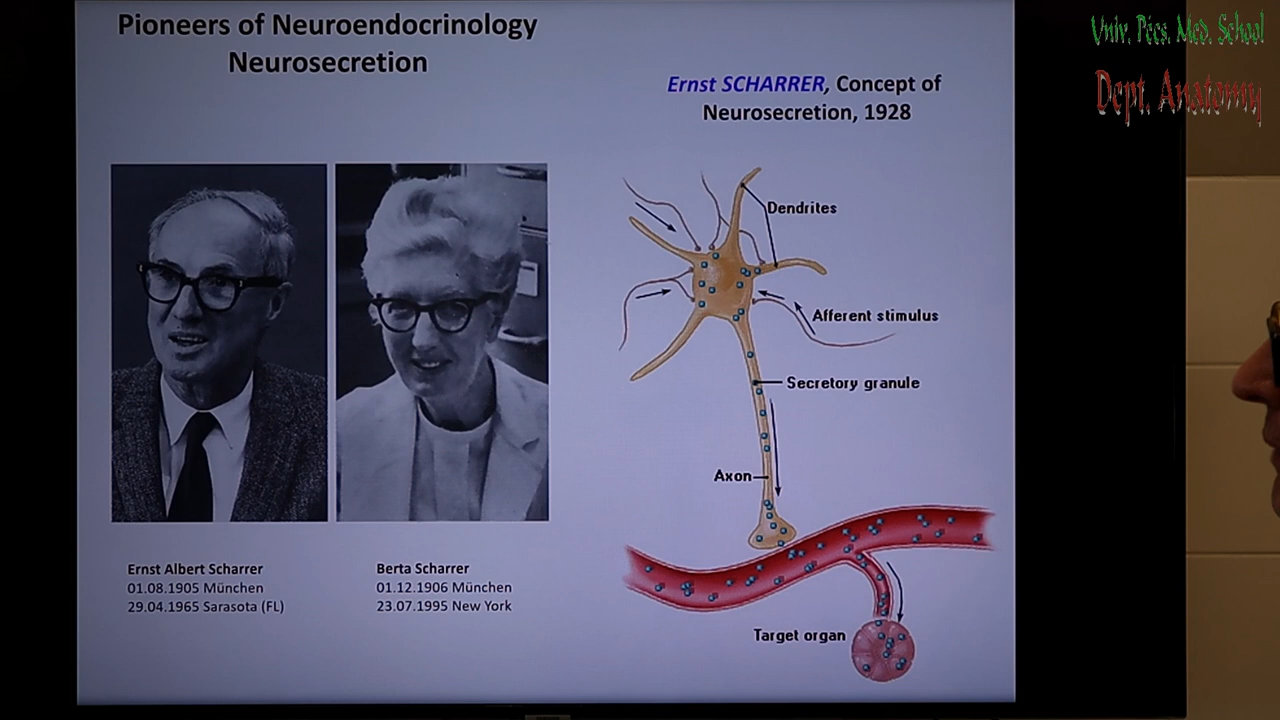 Pioneers of Neuroendocrinology
Neurosecretion
Ernst SCHARRER, Concept of
Neurosecretion, 1928
Dendrites
Afferent stimulus
Secretory granule
Axon
Target organ
Ernst Albert Scharrer
01.08.1905 München
29.04.1965 Sarasota (FL)
Berta Scharrer
01.12.1906 München
23.07.1995 New York
Univ. Pécs. Med. School
Dept. Anatomy